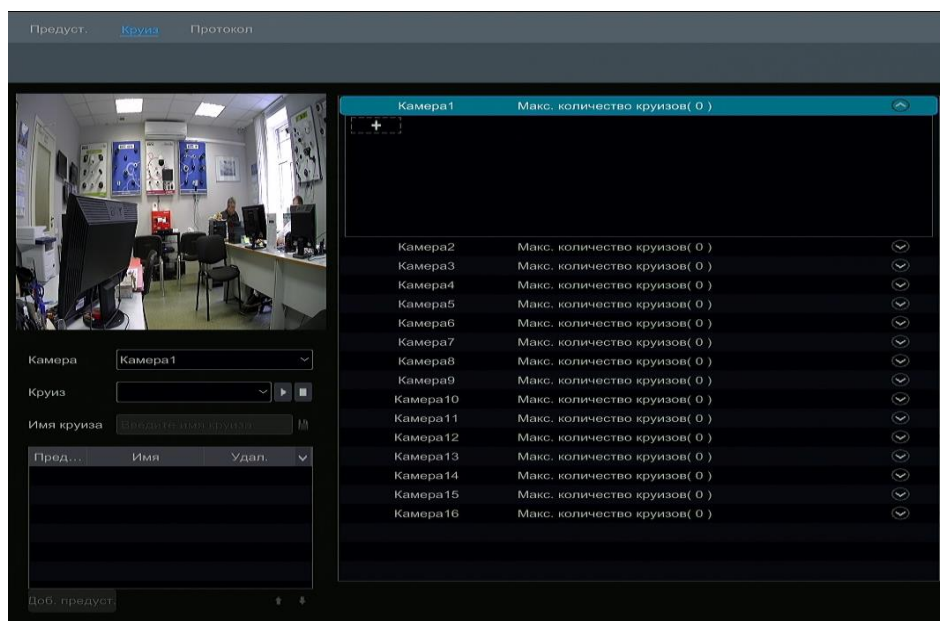 Предуст. Круиз Протокол
Камера1 Макс. количество круизов( 0 )
Камера2 Макс. количество круизов( 0 )
Камера3 Макс. количество круизов( 0 )
Камера4 Макс. количество круизов( 0 )
Камера5 Макс. количество круизов( 0 )
Камера6 Макс. количество круизов( 0 )
Камера7 Макс. количество круизов( 0 )
Камера8 Макс. количество круизов( 0 )
Камера9 Макс. количество круизов( 0 )
Камера10 Макс. количество круизов( 0 )
Камера11 Макс. количество круизов( 0 )
Камера12 Макс. количество круизов( 0 )
Камера13 Макс. количество круизов( 0 )
Камера14 Макс. количество круизов( 0 )
Камера15 Макс. количество круизов( 0 )
Камера16 Макс. количество круизов( 0 )
Камера Камера1
Круиз
Имя круиза Введите имя круиза
Пред... Имя Удал.
Доб. предуст.